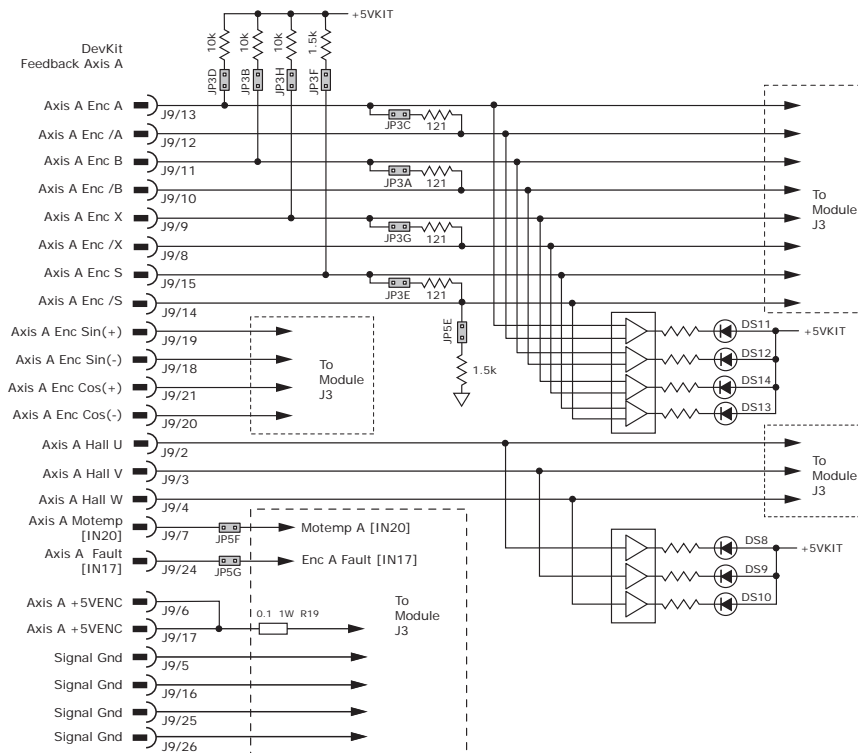 +5VKIT
10k
10k
10k
1.5k
DevKit
Feedback Axis A
JP3D
JP3B
JP3H
JP3F
Axis A Enc A
J9/13
JP3C
121
Axis A Enc /A
J9/12
Axis A Enc B
J9/11
JP3A
121
Axis A Enc /B
J9/10
To
Module
J3
Axis A Enc X
J9/9
JP3G
121
Axis A Enc /X
J9/8
Axis A Enc S
J9/15
JP3E
121
Axis A Enc /S
J9/14
JP5E
1.5k
Axis A Enc Sin(+)
J9/19
Axis A Enc Sin(-)
J9/18
Axis A Enc Cos(+)
J9/21
Axis A Enc Cos(-)
J9/20
To
Module
J3
DS11
+5VKIT
DS12
DS14
DS13
Axis A Hall U
J9/2
Axis A Hall V
J9/3
Axis A Hall W
J9/4
To
Module
J3
Axis A Motemp
[IN20]
J9/7
JP5F
Motemp A [IN20]
Axis A Fault
[IN17]
J9/24
JP5G
Enc A Fault [IN17]
DS8
+5VKIT
DS9
DS10
Axis A +5VENC
J9/6
Axis A +5VENC
J9/17
0.1 1W R19
To
Module
J3
Signal Gnd
J9/5
Signal Gnd
J9/16
Signal Gnd
J9/25
Signal Gnd
J9/26